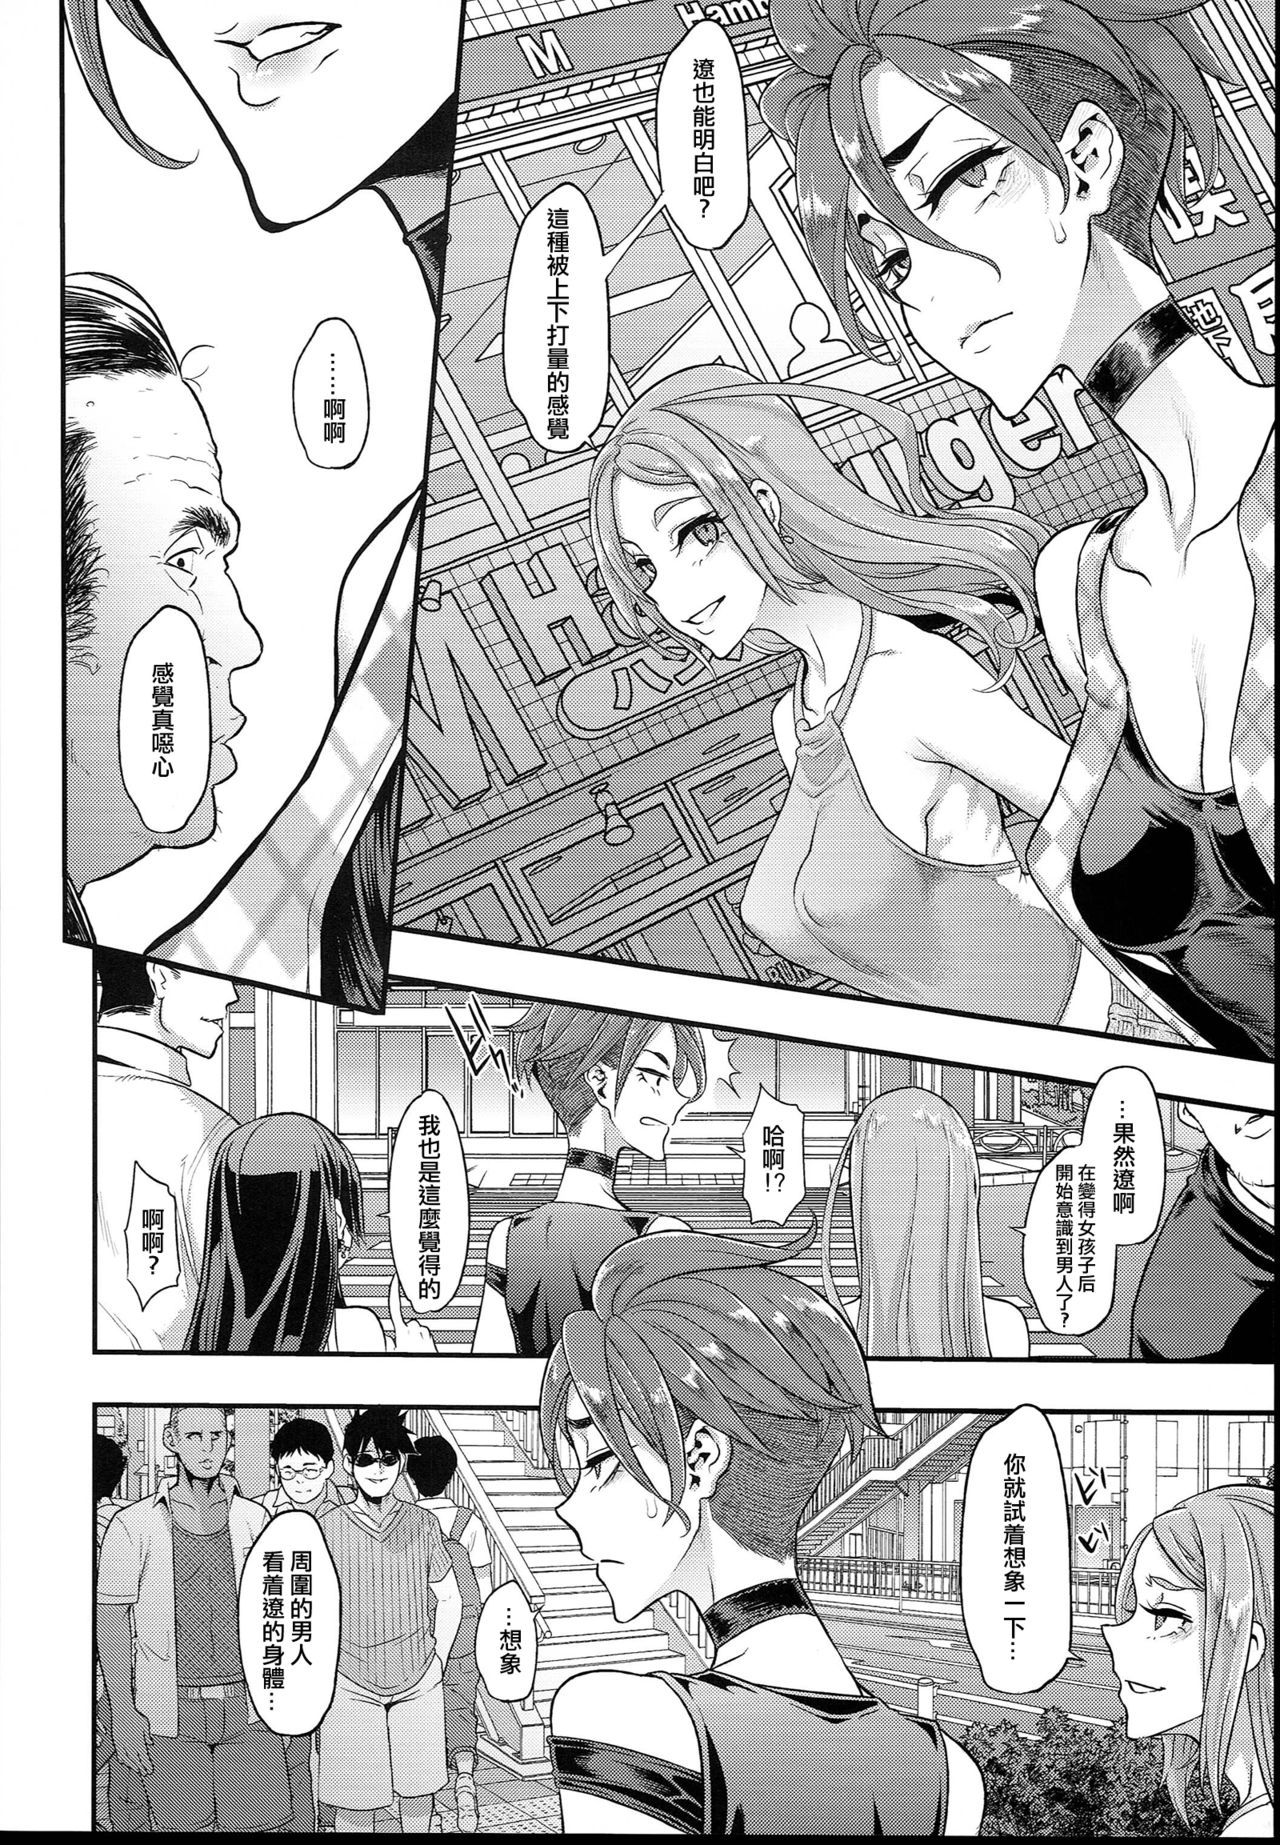 Hamb
M
遼也能明白吧？
這種被上下打量的感覺
……啊啊
感覺真噁心
Tiger
M
…果然遼啊
在變得女孩子后
開始意識到男人了？
哈啊!?
我也是這麼覺得的
啊啊？
你就試着想象一下…
…想象
周圍的男人
看着遼的身體…